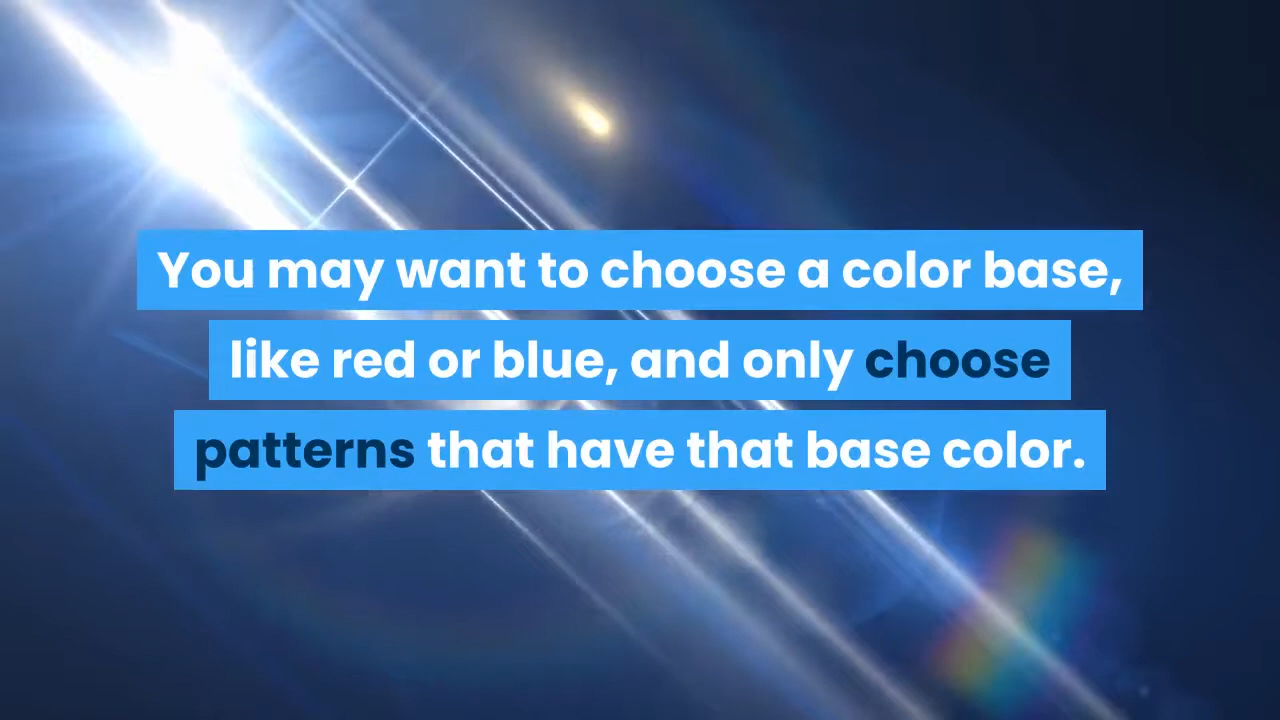 You may want to choose a color base,
like red or blue, and only choose
patterns that have that base color.